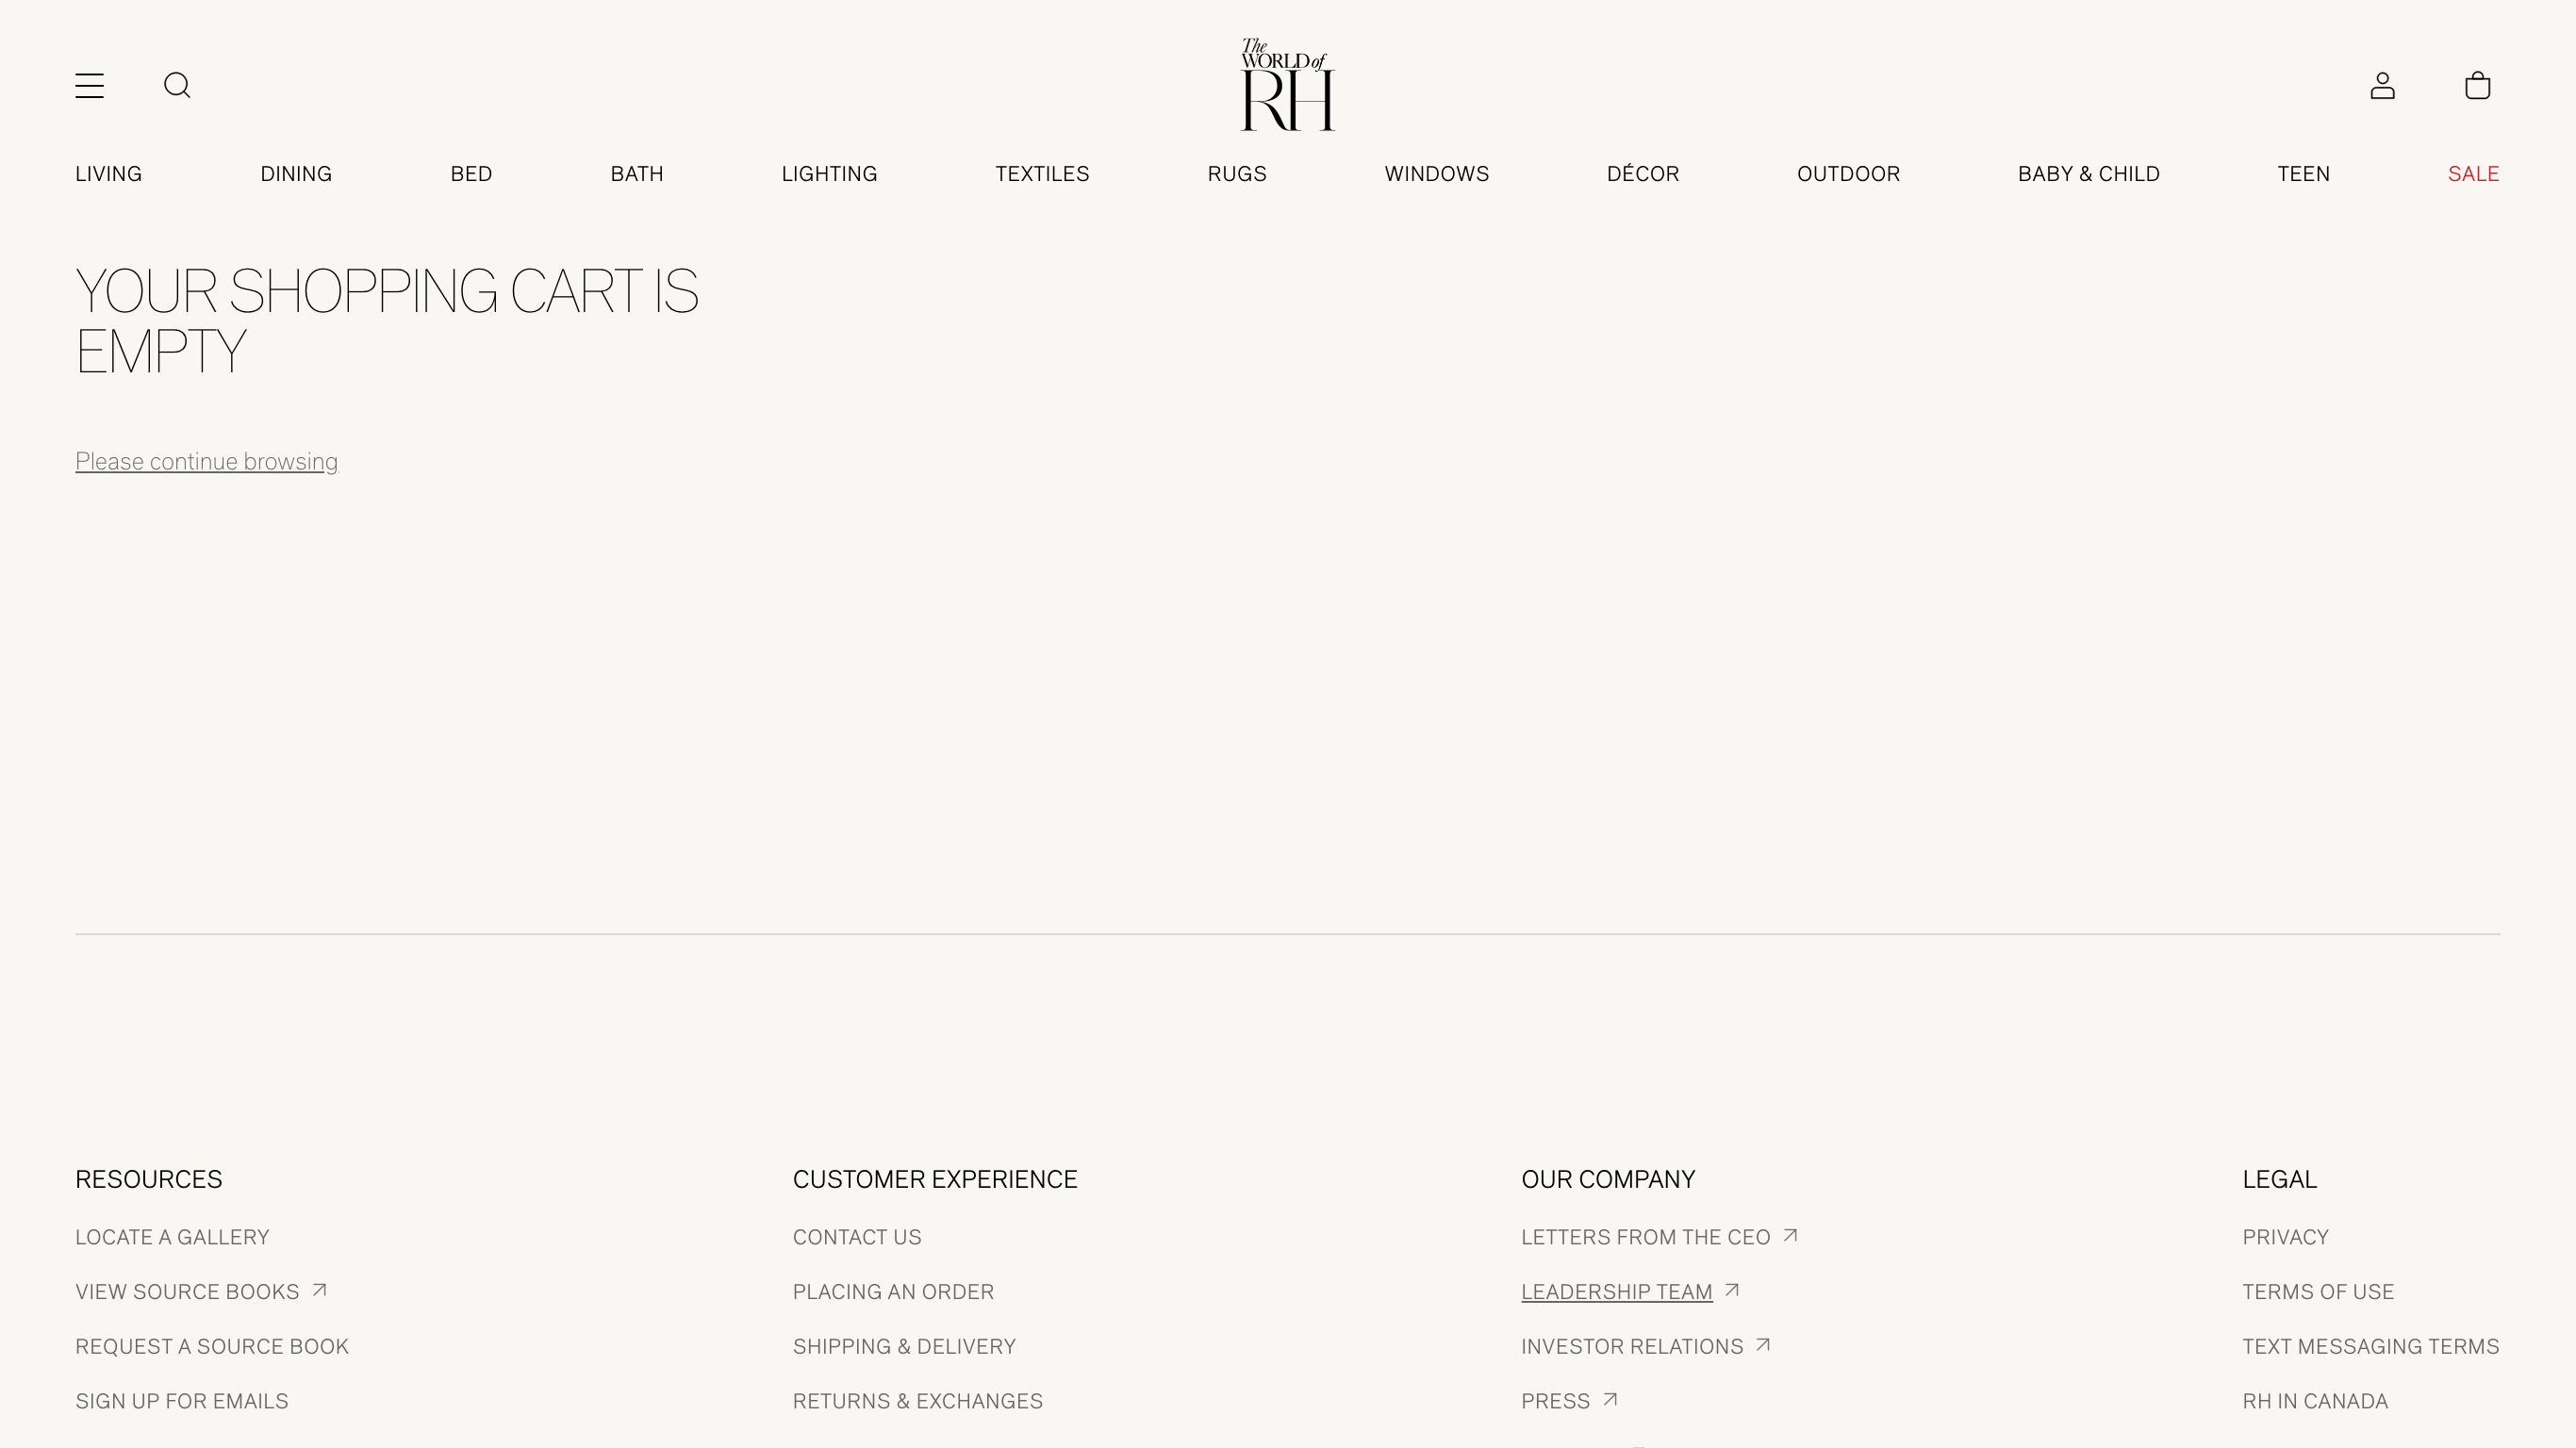 The
WORLD of
RH
LIVING
DINING
BED
BATH
LIGHTING
TEXTILES
RUGS
WINDOWS
DÉCOR
OUTDOOR
BABY & CHILD
TEEN
SALE
YOUR SHOPPING CART IS
EMPTY
Please continue browsing
RESOURCES
LOCATE A GALLERY
VIEW SOURCE BOOKS
REQUEST A SOURCE BOOK
SIGN UP FOR EMAILS
CUSTOMER EXPERIENCE
CONTACT US
PLACING AN ORDER
SHIPPING & DELIVERY
RETURNS & EXCHANGES
OUR COMPANY
LETTERS FROM THE CEO
LEADERSHIP TEAM
INVESTOR RELATIONS
PRESS
LEGAL
PRIVACY
TERMS OF USE
TEXT MESSAGING TERMS
RH IN CANADA